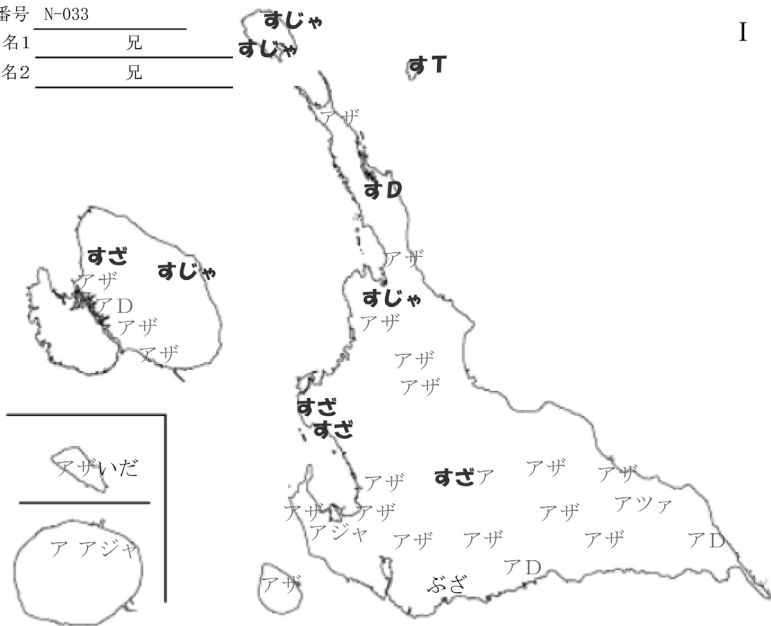 番号 N-033
名1 兄
名2 兄
I
すじゃ
すじゃ
すT
アザ
すD
アザ
すざ
すじゃ
アザ
アD
アザ
アザ
すじゃ
アザ
アザ
アザ
すざ
すざ
アザ
すざア
アザ
アザ
アザ
アザ
アザ
アツァ
アジャ
アザ
アザ
アザ
アD
アD
アザ
ぶざ
アザいだ
ア アジャ